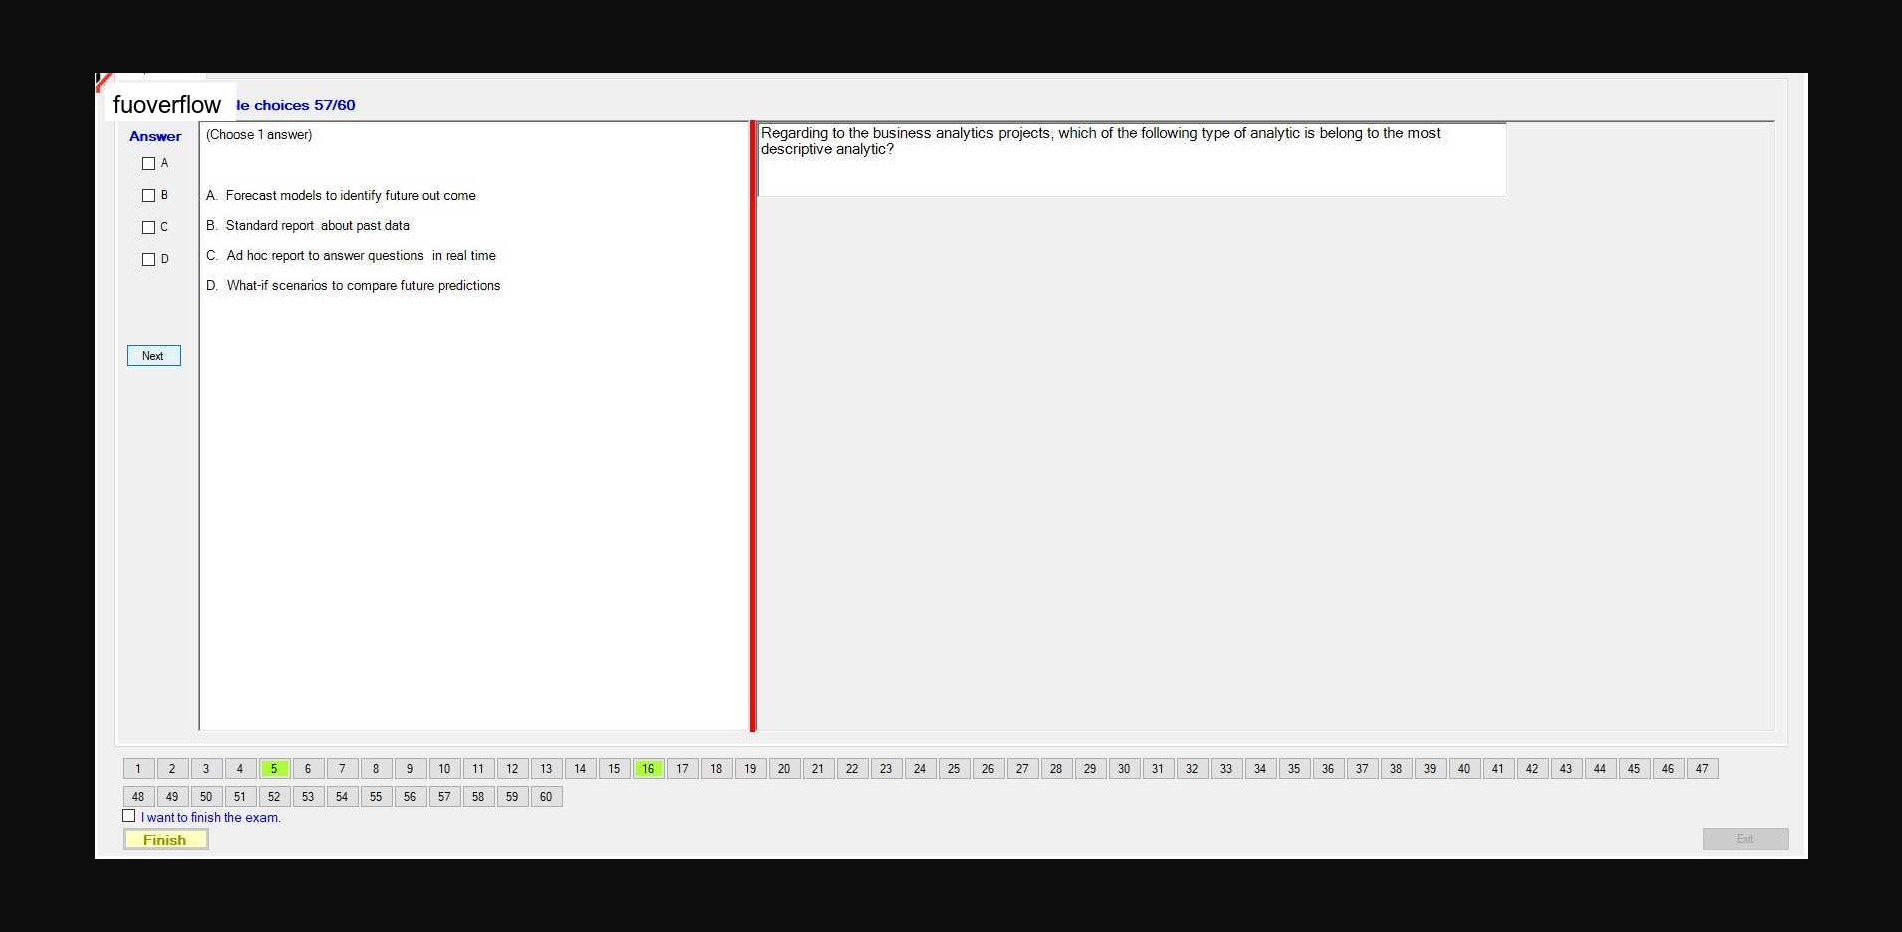 fuoverflow le choices 57/60
Answer
A
B
C
D
Next
(Choose 1 answer)
A. Forecast models to identify future out come
B. Standard report about past data
C. Ad hoc report to answer questions in real time
D. What-if scenarios to compare future predictions
Regarding to the business analytics projects, which of the following type of analytic is belong to the most
descriptive analytic?
1 2 3 4 5 6 7 8 9 10 11 12 13 14 15 16 17 18 19 20 21 22 23 24 25 26 27 28 29 30 31 32 33 34 35 36 37 38 39 40 41 42 43 44 45 46 47
48 49 50 51 52 53 54 55 56 57 58 59 60
I want to finish the exam.
Finish
Exit